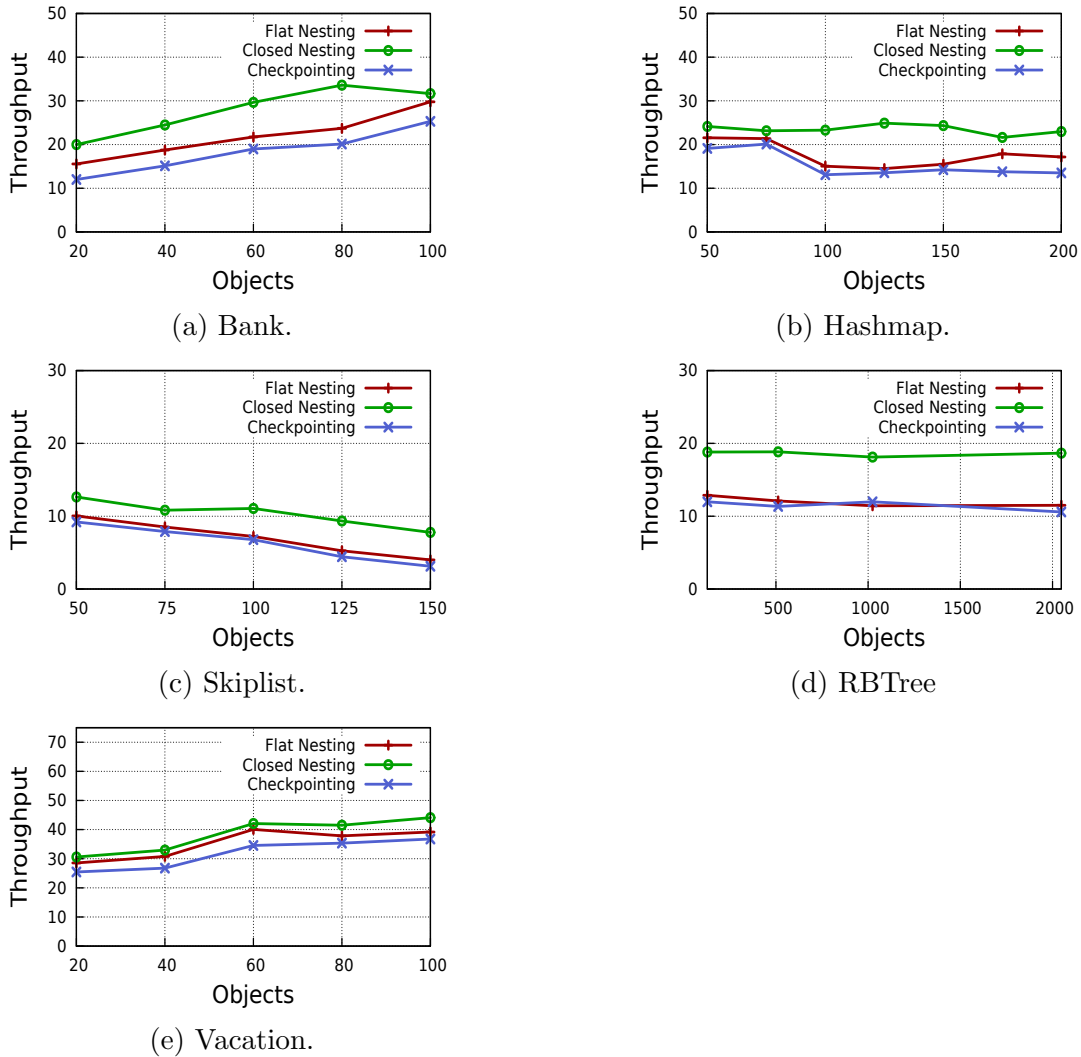 50
40
30
20
10
0
Throughput
Flat Nesting
Closed Nesting
Checkpointing
20 40 60 80 100
Objects
(a) Bank.
50
40
30
20
10
0
Throughput
Flat Nesting
Closed Nesting
Checkpointing
50 100 150 200
Objects
(b) Hashmap.
30
20
10
0
Throughput
Flat Nesting
Closed Nesting
Checkpointing
50 75 100 125 150
Objects
(c) Skiplist.
30
20
10
0
Throughput
Flat Nesting
Closed Nesting
Checkpointing
500 1000 1500 2000
Objects
(d) RBTree
70
60
50
40
30
20
10
0
Throughput
Flat Nesting
Closed Nesting
Checkpointing
20 40 60 80 100
Objects
(e) Vacation.